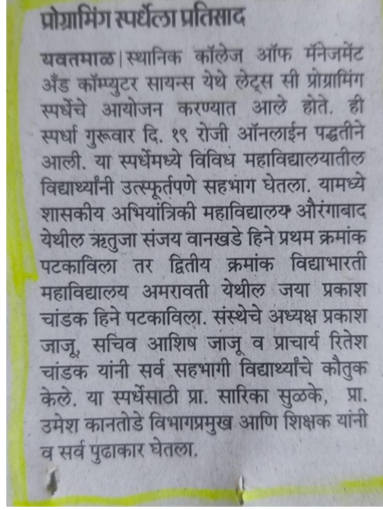 प्रोग्रामिंग स्पर्धेला प्रतिसाद
यवतमाळ|स्थानिक कॉलेज ऑफ मॅनेजमेंट
अँड कॉम्प्युटर सायन्स येथे लेट्स सी प्रोग्रामिंग
स्पर्धेचे आयोजन करण्यात आले होते. ही
स्पर्धा गुरूवार दि. १९ रोजी ऑनलाईन पद्धतीने
आली. या स्पर्धेमध्ये विविध महाविद्यालयातील
विद्यार्थ्यांनी उत्स्फूर्तपणे सहभाग घेतला. यामध्ये
शासकीय अभियांत्रिकी महाविद्यालय औरंगाबाद
येथील ऋतुजा संजय वानखडे हिने प्रथम क्रमांक
पटकाविला तर द्वितीय क्रमांक विद्याभारती
महाविद्यालय अमरावती येथील जया प्रकाश
चांडक हिने पटकाविला. संस्थेचे अध्यक्ष प्रकाश
जाजू, सचिव आशिष जाजू व प्राचार्य रितेश
चांडक यांनी सर्व सहभागी विद्यार्थ्यांचे कौतुक
केले. या स्पर्धेसाठी प्रा. सारिका सुळके, प्रा.
उमेश कानतोडे विभागप्रमुख आणि शिक्षक यांनी
व सर्व पुढाकार घेतला.